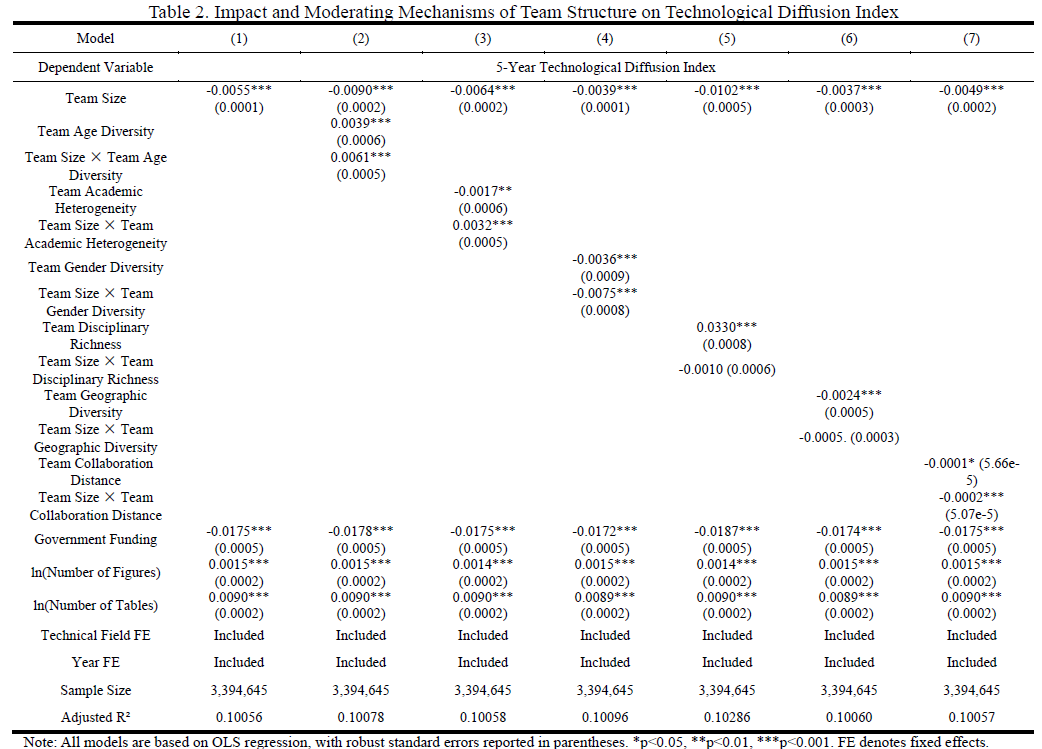 Table 2. Impact and Moderating Mechanisms of Team Structure on Technological Diffusion Index
Model (1) (2) (3) (4) (5) (6) (7)
Dependent Variable 5-Year Technological Diffusion Index
Team Size -0.0055*** -0.0090*** -0.0064*** -0.0039*** -0.0102*** -0.0037*** -0.0049***
(0.0001) (0.0002) (0.0002) (0.0001) (0.0005) (0.0003) (0.0002)
Team Age Diversity 0.0039***
(0.0006)
Team Size × Team Age 0.0061***
Diversity (0.0005)
Team Academic -0.0017**
Heterogeneity (0.0006)
Team Size × Team 0.0032***
Academic Heterogeneity (0.0005)
Team Gender Diversity -0.0036***
(0.0009)
Team Size × Team -0.0075***
Gender Diversity (0.0008)
Team Disciplinary 0.0330***
Richness (0.0008)
Team Size × Team
Disciplinary Richness -0.0010 (0.0006)
Team Geographic -0.0024***
Diversity (0.0005)
Team Size × Team
Geographic Diversity -0.0005. (0.0003)
Team Collaboration -0.0001* (5.66e-
Distance 5)
Team Size × Team -0.0002***
Collaboration Distance (5.07e-5)
Government Funding -0.0175*** -0.0178*** -0.0175*** -0.0172*** -0.0187*** -0.0174*** -0.0175***
(0.0005) (0.0005) (0.0005) (0.0005) (0.0005) (0.0005) (0.0005)
ln(Number of Figures) 0.0015*** 0.0015*** 0.0014*** 0.0015*** 0.0014*** 0.0015*** 0.0015***
(0.0002) (0.0002) (0.0002) (0.0002) (0.0002) (0.0002) (0.0002)
ln(Number of Tables) 0.0090*** 0.0090*** 0.0090*** 0.0089*** 0.0090*** 0.0089*** 0.0090***
(0.0002) (0.0002) (0.0002) (0.0002) (0.0002) (0.0002) (0.0002)
Technical Field FE Included Included Included Included Included Included Included
Year FE Included Included Included Included Included Included Included
Sample Size 3,394,645 3,394,645 3,394,645 3,394,645 3,394,645 3,394,645 3,394,645
Adjusted R² 0.10056 0.10078 0.10058 0.10096 0.10286 0.10060 0.10057
Note: All models are based on OLS regression, with robust standard errors reported in parentheses. *p<0.05, **p<0.01, ***p<0.001. FE denotes fixed effects.